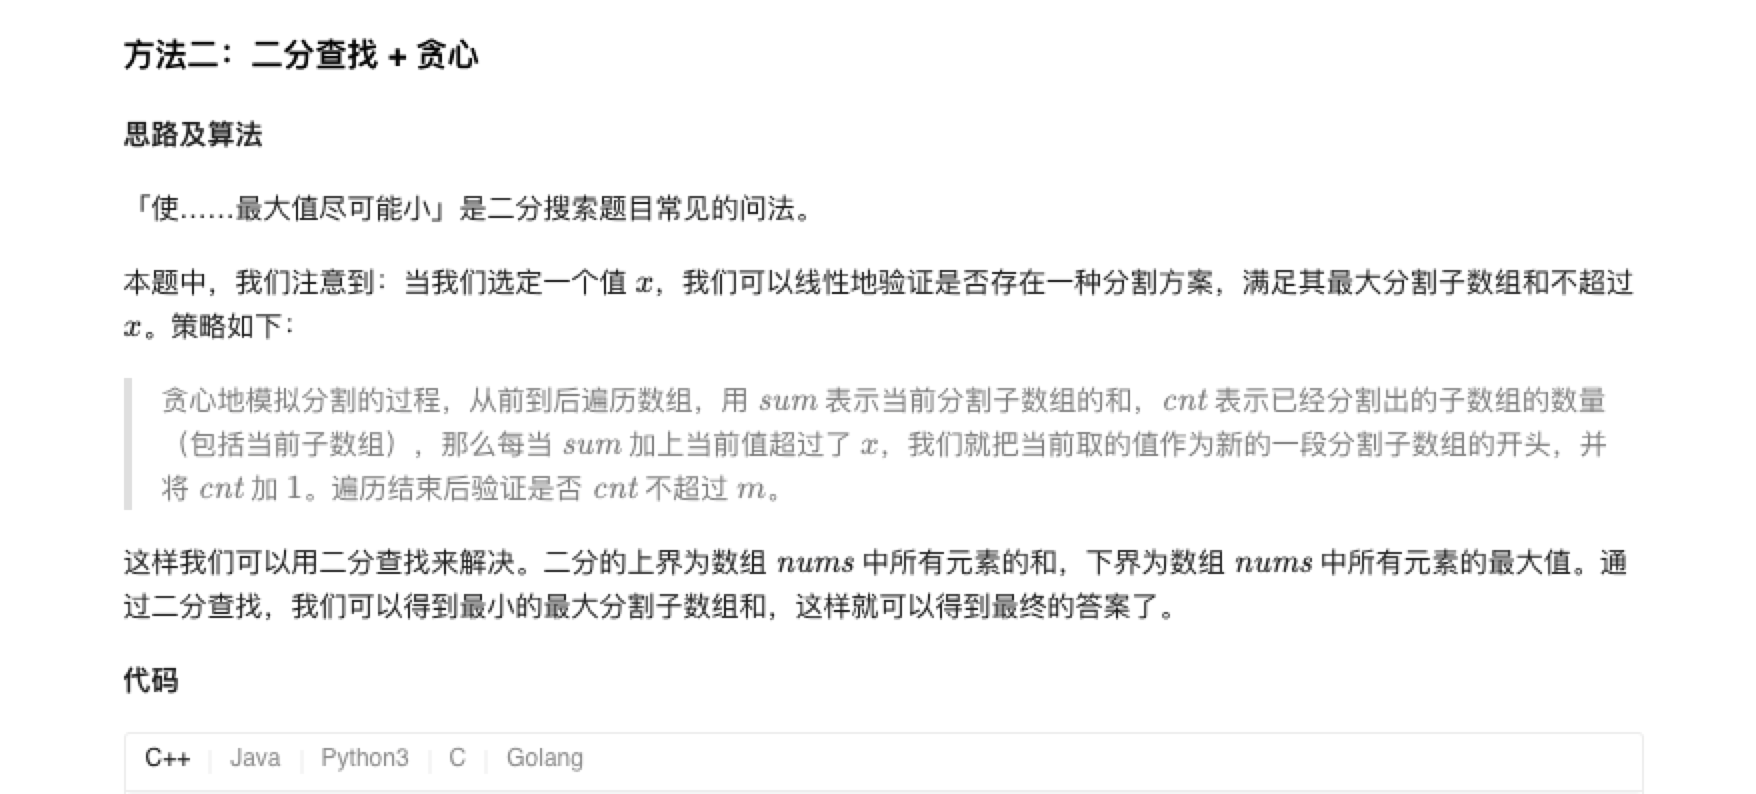 方法二：二分查找 + 贪心
思路及算法
「使……最大值尽可能小」是二分搜索题目常见的问法。
本题中，我们注意到：当我们选定一个值 x，我们可以线性地验证是否存在一种分割方案，满足其最大分割子数组和不超过
x。策略如下：
贪心地模拟分割的过程，从前到后遍历数组，用 sum 表示当前分割子数组的和，cnt 表示已经分割出的子数组的数量
（包括当前子数组），那么每当 sum 加上当前值超过了 x，我们就把当前取的值作为新的一段分割子数组的开头，并
将 cnt 加 1。遍历结束后验证是否 cnt 不超过 m。
这样我们可以用二分查找来解决。二分的上界为数组 nums 中所有元素的和，下界为数组 nums 中所有元素的最大值。通
过二分查找，我们可以得到最小的最大分割子数组和，这样就可以得到最终的答案了。
代码
C++ | Java | Python3 | C | Golang